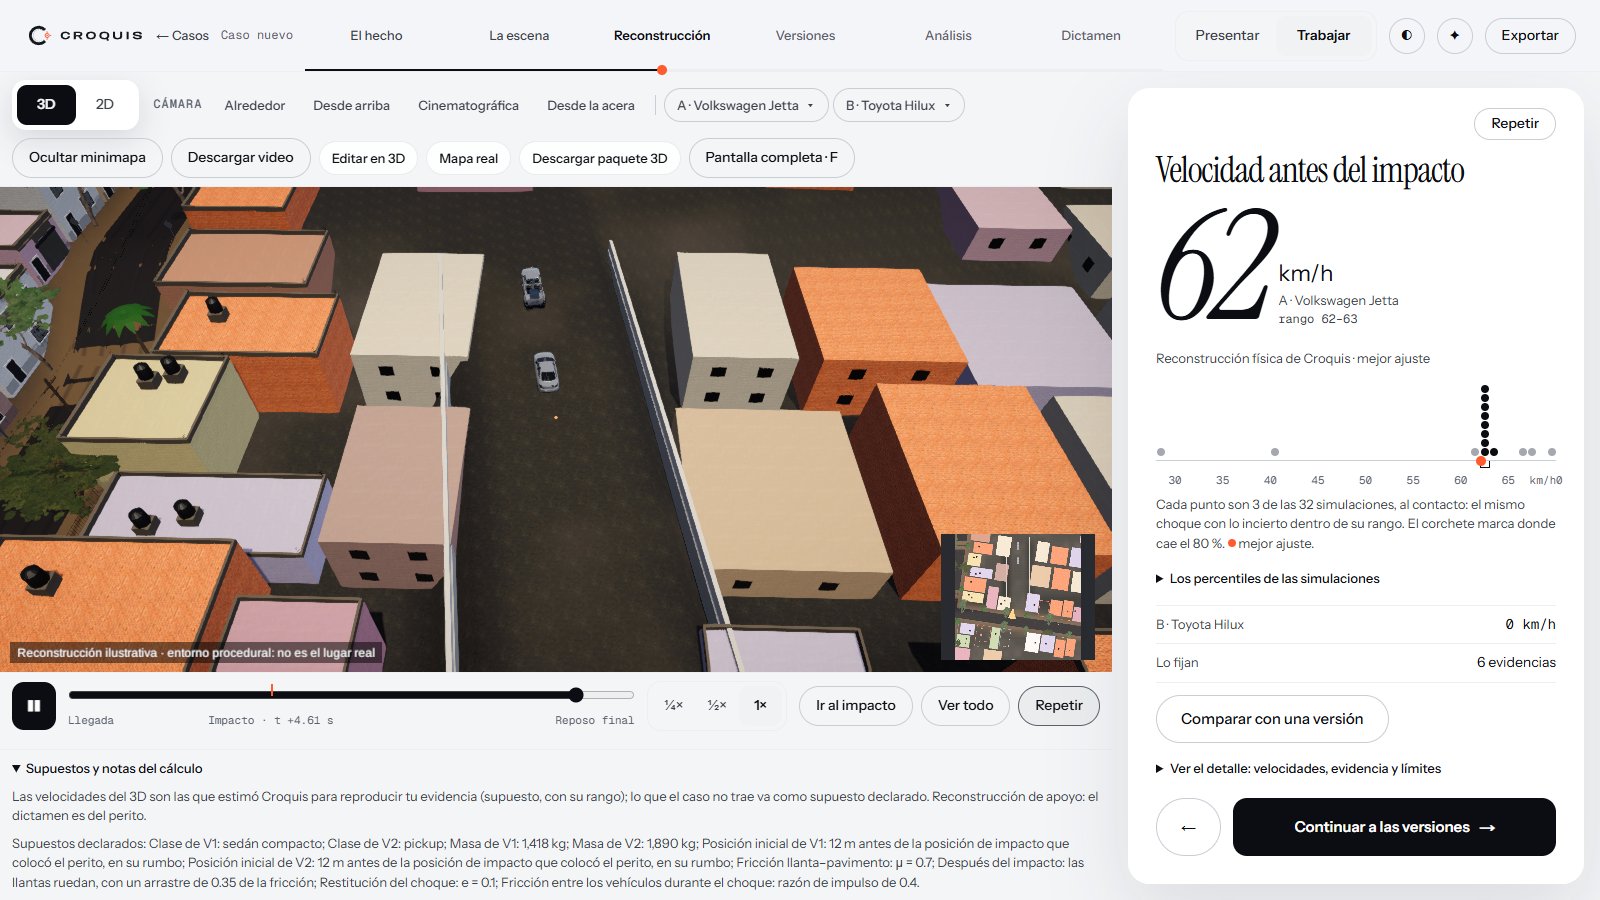 CROQUIS ← Casos Caso nuevo El hecho La escena Reconstrucción Versiones Análisis Dictamen Presentar Trabajar Exportar
3D 2D CÁMARA Alrededor Desde arriba Cinematográfica Desde la acera A · Volkswagen Jetta B · Toyota Hilux
Ocultar minimapa Descargar video Editar en 3D Mapa real Descargar paquete 3D Pantalla completa · F
Reconstrucción ilustrativa · entorno procedural: no es el lugar real
Llegada Impacto · t +4.61 s Reposo final
¼× ½× 1× Ir al impacto Ver todo Repetir
▼ Supuestos y notas del cálculo
Las velocidades del 3D son las que estimó Croquis para reproducir tu evidencia (supuesto, con su rango); lo que el caso no trae va como supuesto declarado. Reconstrucción de apoyo: el
dictamen es del perito.
Supuestos declarados: Clase de V1: sedán compacto; Clase de V2: pickup; Masa de V1: 1,418 kg; Masa de V2: 1,890 kg; Posición inicial de V1: 12 m antes de la posición de impacto que
colocó el perito, en su rumbo; Posición inicial de V2: 12 m antes de la posición de impacto que colocó el perito, en su rumbo; Fricción llanta–pavimento: µ = 0.7; Después del impacto: las
llantas ruedan, con un arrastre de 0.35 de la fricción; Restitución del choque: e = 0.1; Fricción entre los vehículos durante el choque: razón de impulso de 0.4.
Repetir
Velocidad antes del impacto
62 km/h
A · Volkswagen Jetta
rango 62–63
Reconstrucción física de Croquis · mejor ajuste
30 35 40 45 50 55 60 65 km/h0
Cada punto son 3 de las 32 simulaciones, al contacto: el mismo
choque con lo incierto dentro de su rango. El corchete marca donde
cae el 80 %. mejor ajuste.
▶ Los percentiles de las simulaciones
B · Toyota Hilux 0 km/h
Lo fijan 6 evidencias
Comparar con una versión
▶ Ver el detalle: velocidades, evidencia y límites
← Continuar a las versiones →